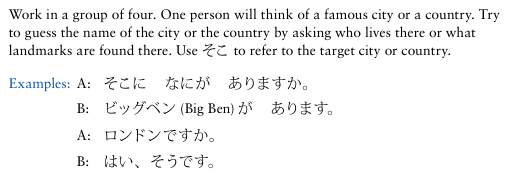 Work in a group of four. One person will think of a famous city or a country. Try
to guess the name of the city or the country by asking who lives there or what
landmarks are found there. Use そこ to refer to the target city or country.
Examples: A: そこに なにが ありますか。
B: ビッグベン (Big Ben) が あります。
A: ロンドンですか。
B: はい、そうです。